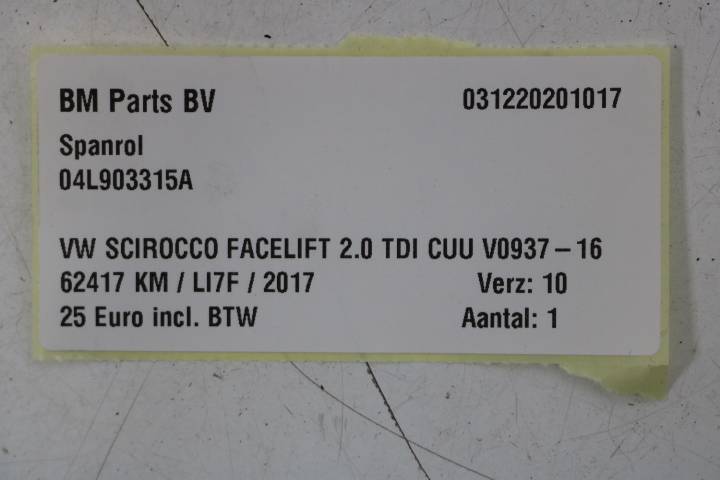 BM Parts BV 031220201017
Spanrol
04L903315A
VW SCIROCCO FACELIFT 2.0 TDI CUU V0937-16
62417 KM / LI7F / 2017 Verz: 10
25 Euro incl. BTW Aantal: 1